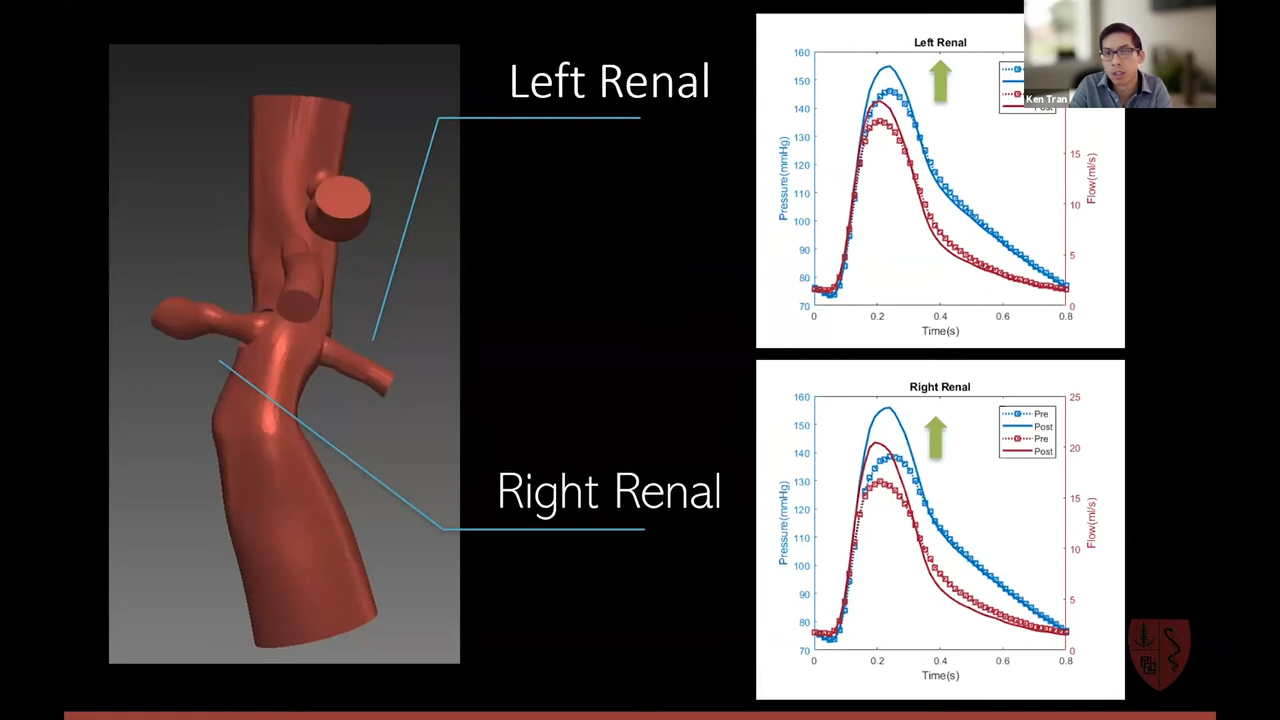 Left Renal
Right Renal
Left Renal
160
150
140
130
120
110
100
90
80
70
Pressure(mmHg)
0
0.2
0.4
0.6
0.8
Time(s)
15
10
5
0
Flow(ml/s)
Ken Tran
Right Renal
160
150
140
130
120
110
100
90
80
70
Pressure(mmHg)
0
0.2
0.4
0.6
0.8
Time(s)
25
20
15
10
5
0
Flow(ml/s)
Pre
Post
Pre
Post